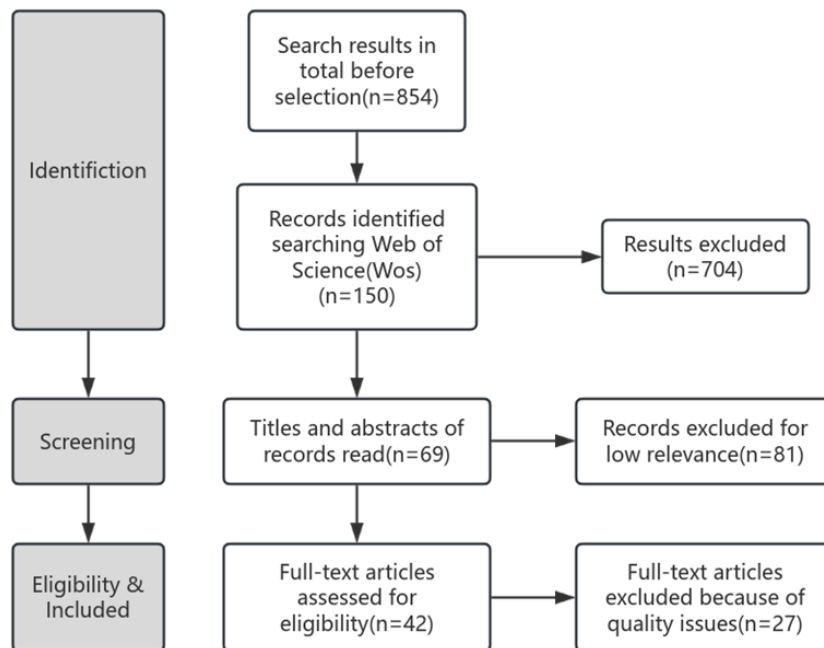 Identifiction
Search results in
total before
selection(n=854)
Records identified
searching Web of
Science(Wos)
(n=150)
Results excluded
(n=704)
Screening
Titles and abstracts of
records read(n=69)
Records excluded for
low relevance(n=81)
Eligibility &
Included
Full-text articles
assessed for
eligibility(n=42)
Full-text articles
excluded because of
quality issues(n=27)